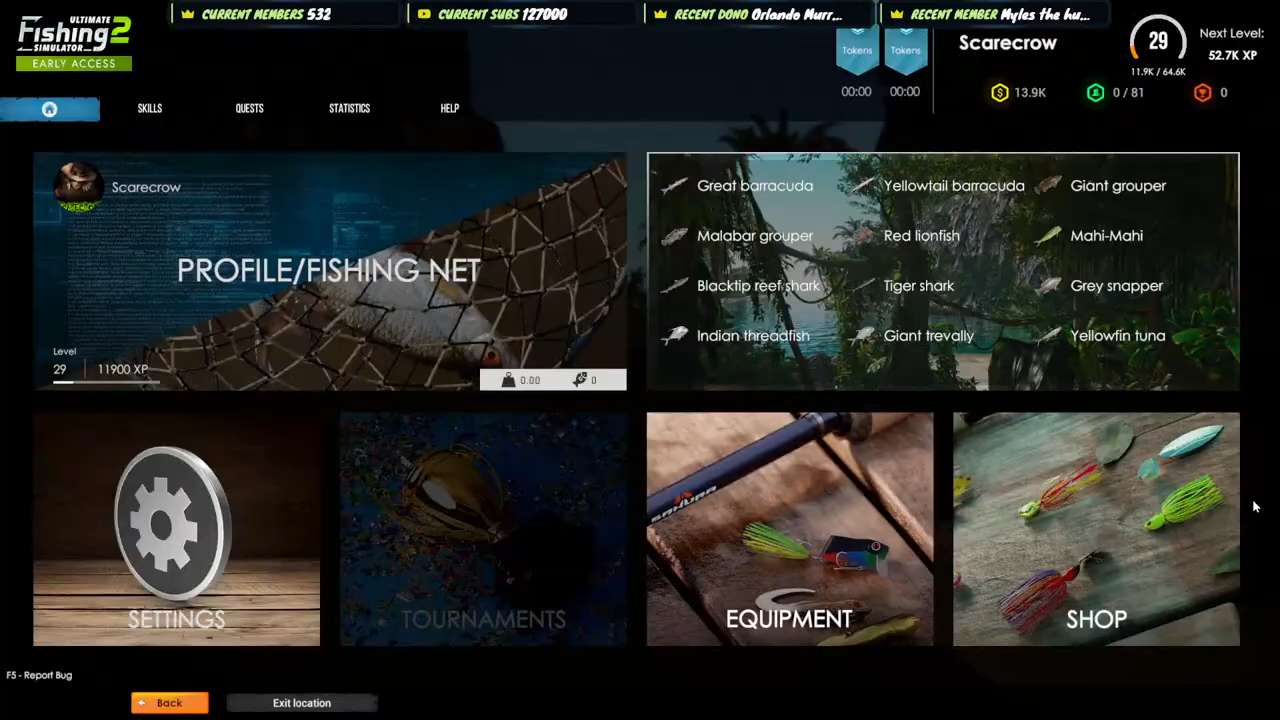 CURRENT MEMBERS 532
CURRENT SUBS 127000
RECENT DONO Orlando Murr...
RECENT MEMBER Myles the hu...
ULTIMATE
Fishing 2
SIMULATOR
EARLY ACCESS
Tokens
Tokens
00:00
00:00
Scarecrow
29
11.9K / 64.6K
Next Level:
52.7K XP
13.9K
0 / 81
0
SKILLS
QUESTS
STATISTICS
HELP
Scarecrow
PROFILE/FISHING NET
Level
29
11900 XP
0.00
0
Great barracuda
Yellowtail barracuda
Giant grouper
Malabar grouper
Red lionfish
Mahi-Mahi
Blacktip reef shark
Tiger shark
Grey snapper
Indian threadfish
Giant trevally
Yellowfin tuna
SETTINGS
TOURNAMENTS
SAKURA
EQUIPMENT
SHOP
F5 - Report Bug
Back
Exit location